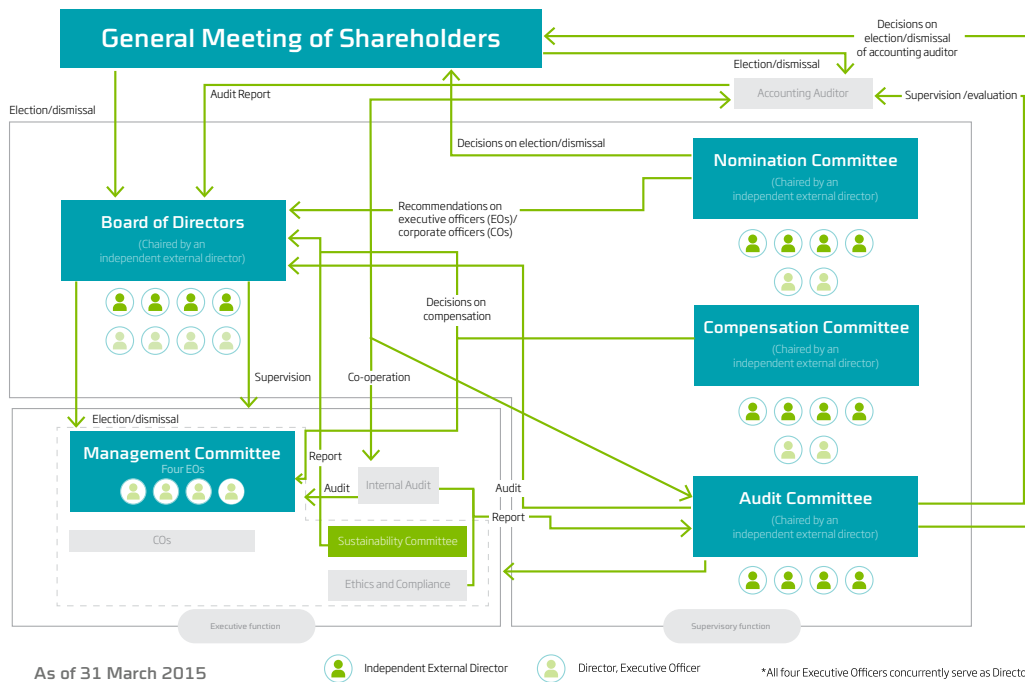 General Meeting of Shareholders
Decisions on
election/dismissal
of accounting auditor
Election/dismissal
Accounting Auditor
Audit Report
Supervision /evaluation
Election/dismissal
Decisions on election/dismissal
Nomination Committee
(Chaired by an
independent external director)
Recommendations on
executive officers (EOs)/
corporate officers (COs)
Board of Directors
(Chaired by an
independent external director)
Decisions on
compensation
Compensation Committee
(Chaired by an
independent external director)
Supervision
Co-operation
Election/dismissal
Management Committee
Four EOs
Report
Audit
Internal Audit
Audit
Report
Audit Committee
(Chaired by an
independent external director)
COs
Sustainability Committee
Ethics and Compliance
Executive function
Supervisory function
As of 31 March 2015
Independent External Director
Director, Executive Officer
*All four Executive Officers concurrently serve as Directo